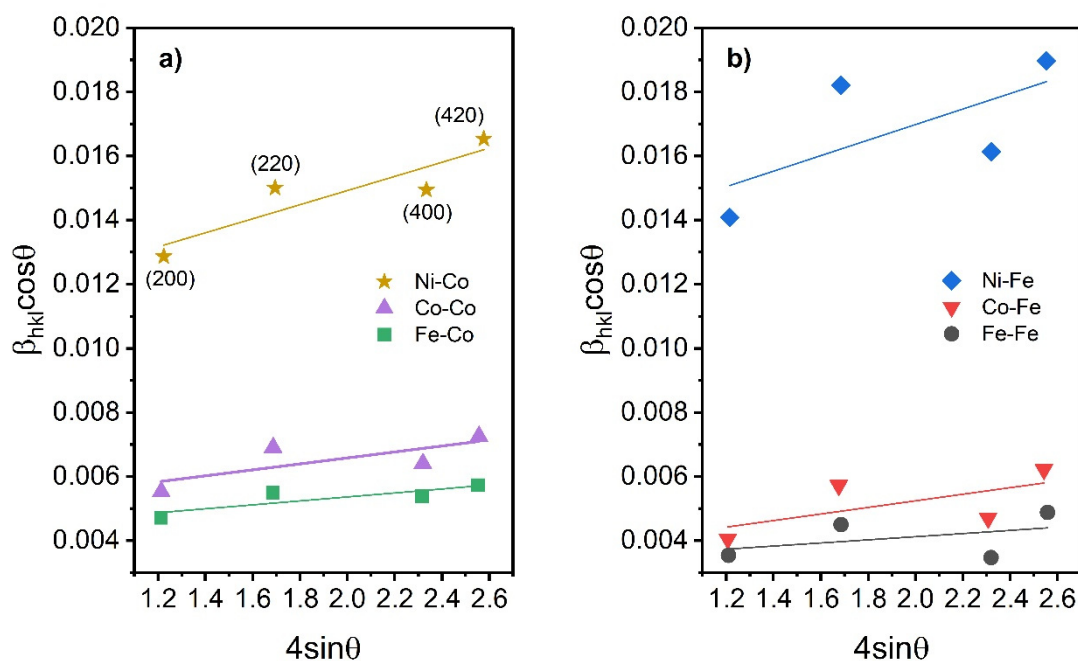 a)
0.020
0.018
0.016
0.014
0.012
0.010
0.008
0.006
0.004
βhklcosθ
(200)
(220)
(400)
(420)
Ni-Co
Co-Co
Fe-Co
1.2 1.4 1.6 1.8 2.0 2.2 2.4 2.6
4sinθ
b)
0.020
0.018
0.016
0.014
0.012
0.010
0.008
0.006
0.004
βhklcosθ
Ni-Fe
Co-Fe
Fe-Fe
1.2 1.4 1.6 1.8 2.0 2.2 2.4 2.6
4sinθ